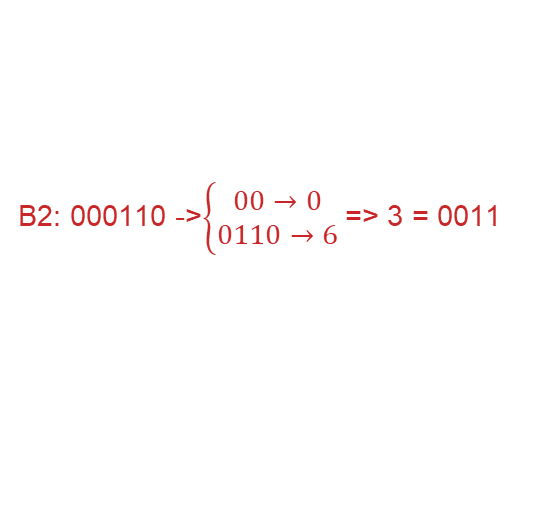 B2: 000110 ->{ 00 → 0
0110 → 6 => 3 = 0011